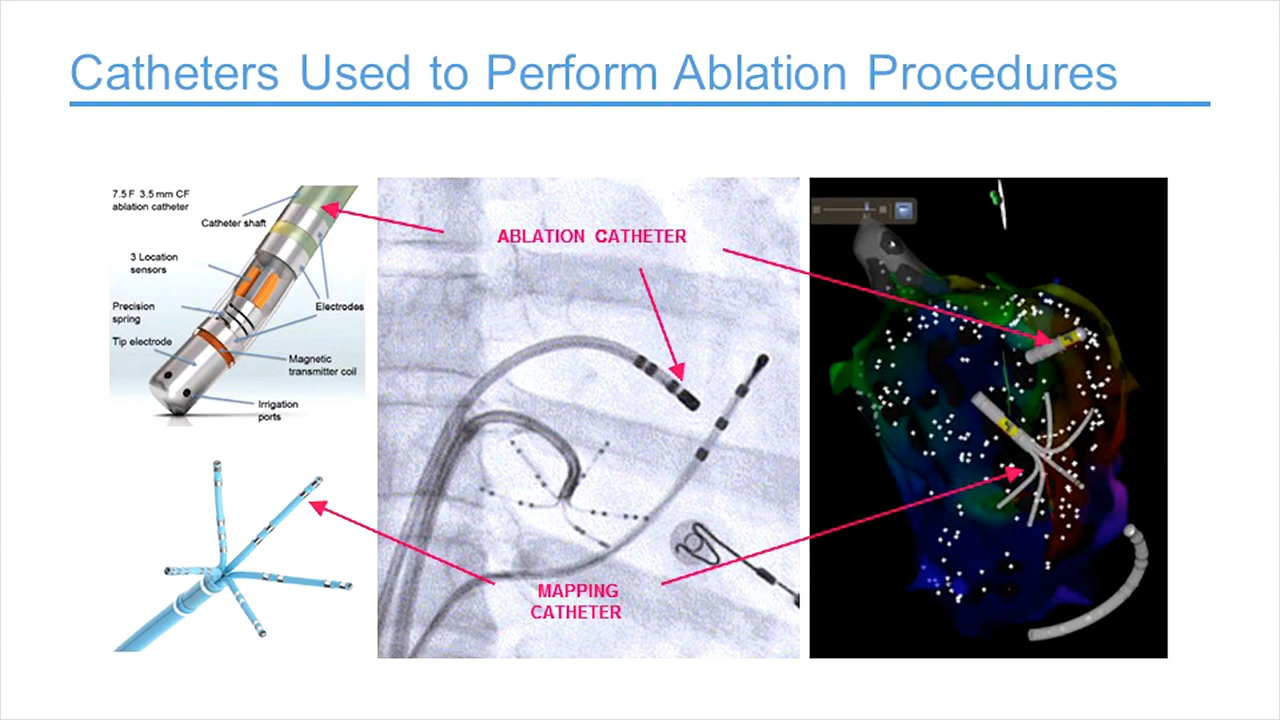 Catheters Used to Perform Ablation Procedures
7.5 F 3.5 mm CF
ablation catheter
Catheter shaft
3 Location
sensors
Precision
spring
Electrodes
Tip electrode
Magnetic
transmitter coil
Irrigation
ports
ABLATION CATHETER
MAPPING
CATHETER